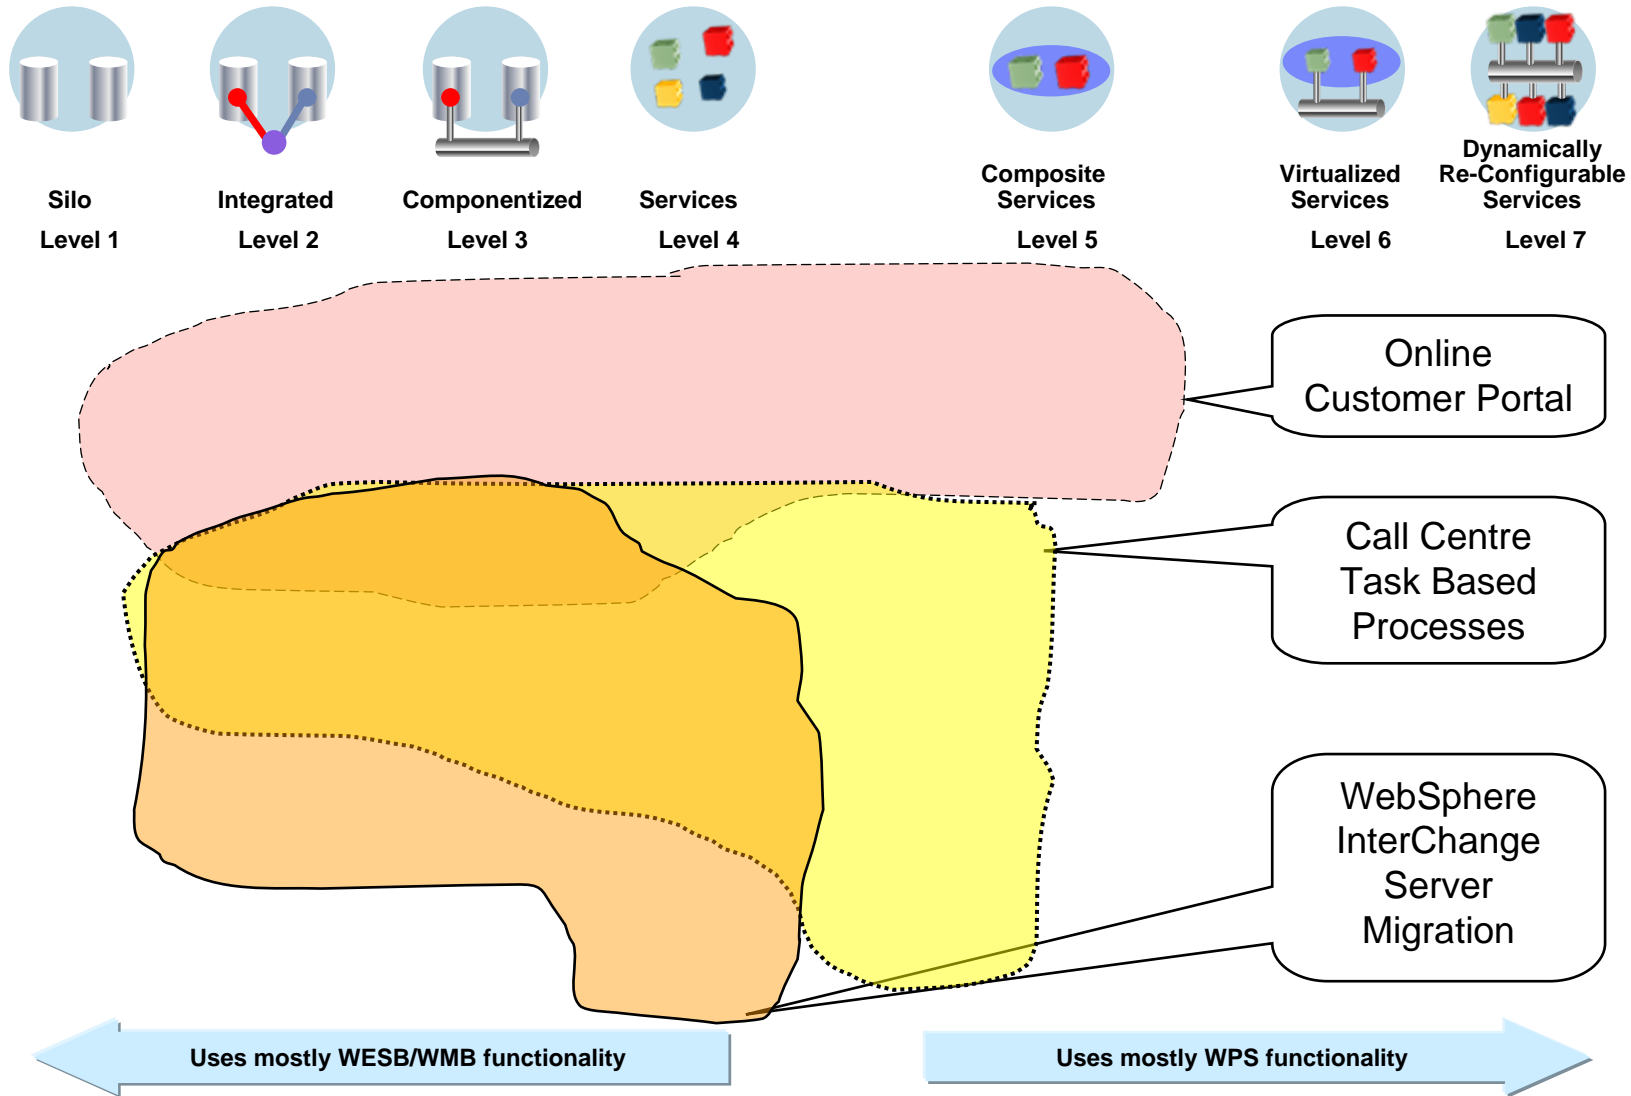 Silo
Level 1
Integrated
Level 2
Componentized
Level 3
Services
Level 4
Composite
Services
Level 5
Virtualized
Services
Level 6
Dynamically
Re-Configurable
Services
Level 7
Online
Customer Portal
Call Centre
Task Based
Processes
WebSphere
InterChange
Server
Migration
Uses mostly WESB/WMB functionality
Uses mostly WPS functionality